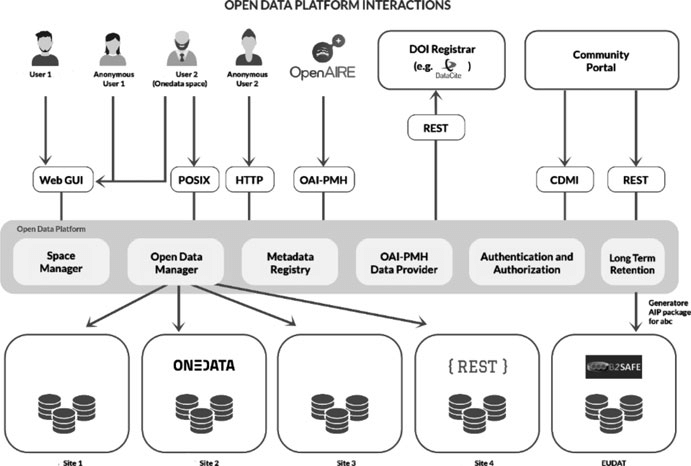 OPEN DATA PLATFORM INTERACTIONS
User 1
Anonymous
User 1
User 2
(Onedata space)
Anonymous
User 2
OpenAIRE
DOI Registrar
(e.g. DataCite )
Community
Portal
REST
Web GUI
POSIX
HTTP
OAI-PMH
CDMI
REST
Open Data Platform
Space
Manager
Open Data
Manager
Metadata
Registry
OAI-PMH
Data Provider
Authentication and
Authorization
Long Term
Retention
Generatore
AIP package
for abc
ONEDATA
{REST}
B2SAFE
Site 1
Site 2
Site 3
Site 4
EUDAT